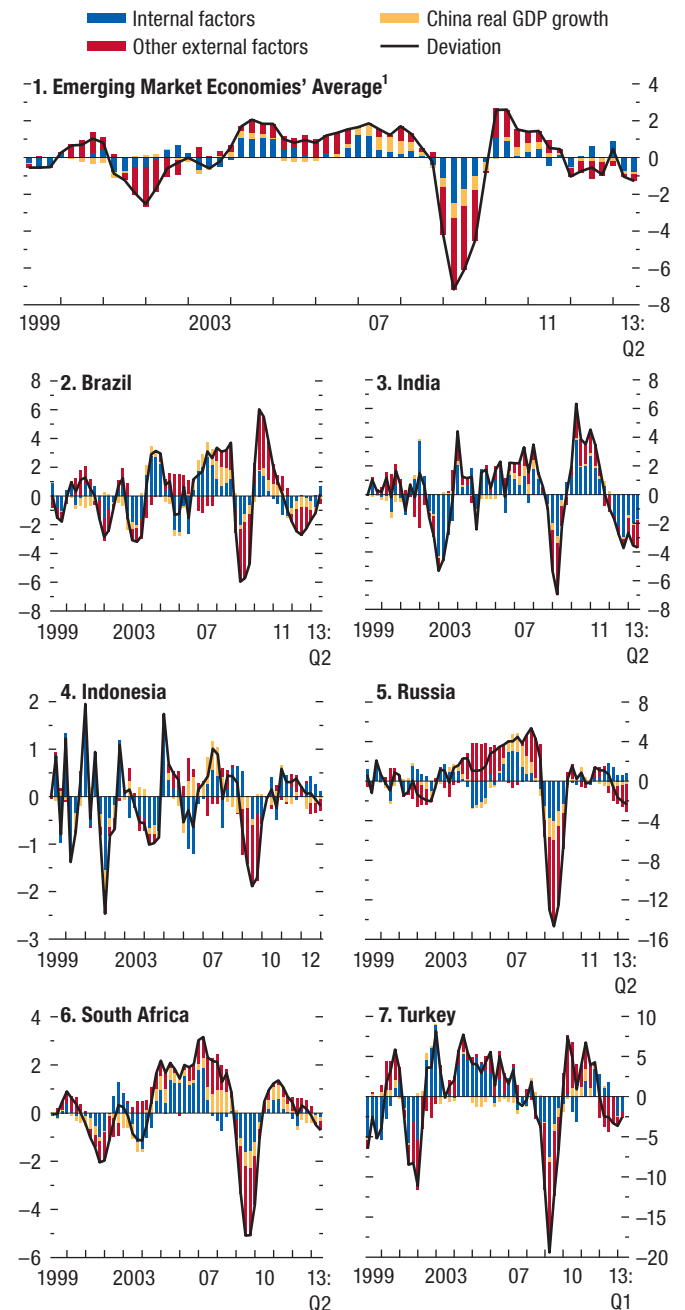 Internal factors
China real GDP growth
Other external factors
Deviation
1. Emerging Market Economies' Average¹
4
2
0
−2
−4
−6
−8
1999 2003 07 11 13:
Q2
2. Brazil
8
6
4
2
0
−2
−4
−6
−8
1999 2003 07 11 13:
Q2
3. India
8
6
4
2
0
−2
−4
−6
−8
1999 2003 07 11 13:
Q2
4. Indonesia
2
1
0
−1
−2
−3
1999 2003 07 10 12
5. Russia
8
4
0
−4
−8
−12
−16
1999 2003 07 11 13:
Q2
6. South Africa
4
2
0
−2
−4
−6
1999 2003 07 10 13:
Q2
7. Turkey
10
5
0
−5
−10
−15
−20
1999 2003 07 10 13:
Q1